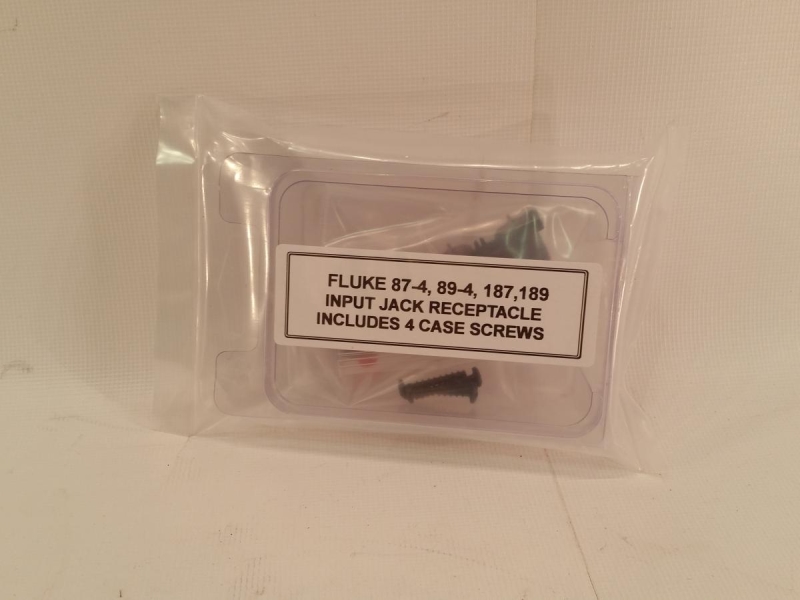 FLUKE 87-4, 89-4, 187,189
INPUT JACK RECEPTACLE
INCLUDES 4 CASE SCREWS